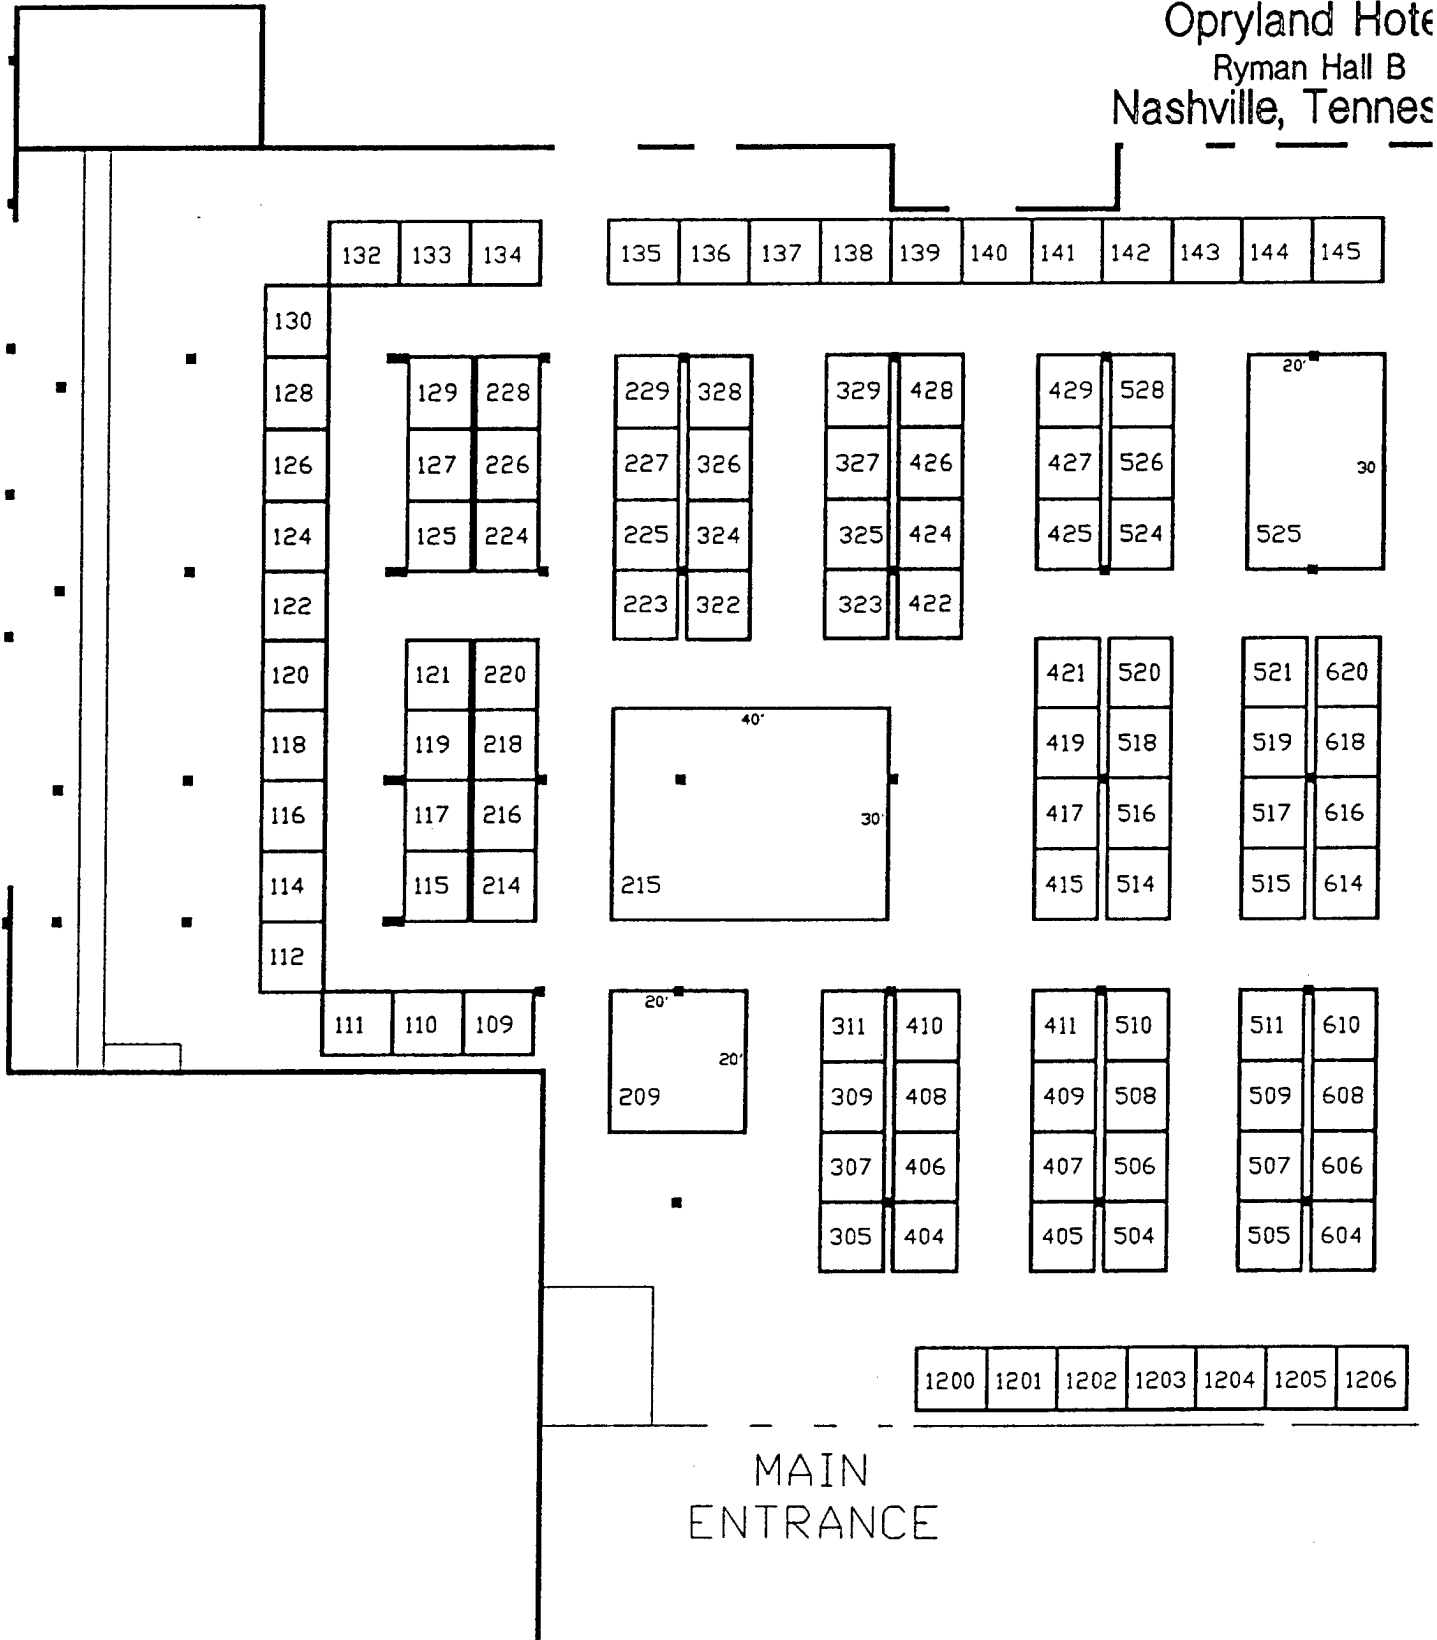 Opryland Hote
Ryman Hall B
Nashville, Tennes
132 133 134 135 136 137 138 139 140 141 142 143 144 145
130
128 129 228 229 328 329 428 429 528 20'
126 127 226 227 326 327 426 427 526 30
124 125 224 225 324 325 424 425 524 525
122 223 322 323 422
120 121 220 421 520 521 620
40'
118 119 218 419 518 519 618
116 117 216 30' 417 516 517 616
114 115 214 215 415 514 515 614
112
20'
111 110 109 311 410 411 510 511 610
20'
209 309 408 409 508 509 608
307 406 407 506 507 606
305 404 405 504 505 604
1200 1201 1202 1203 1204 1205 1206
MAIN
ENTRANCE